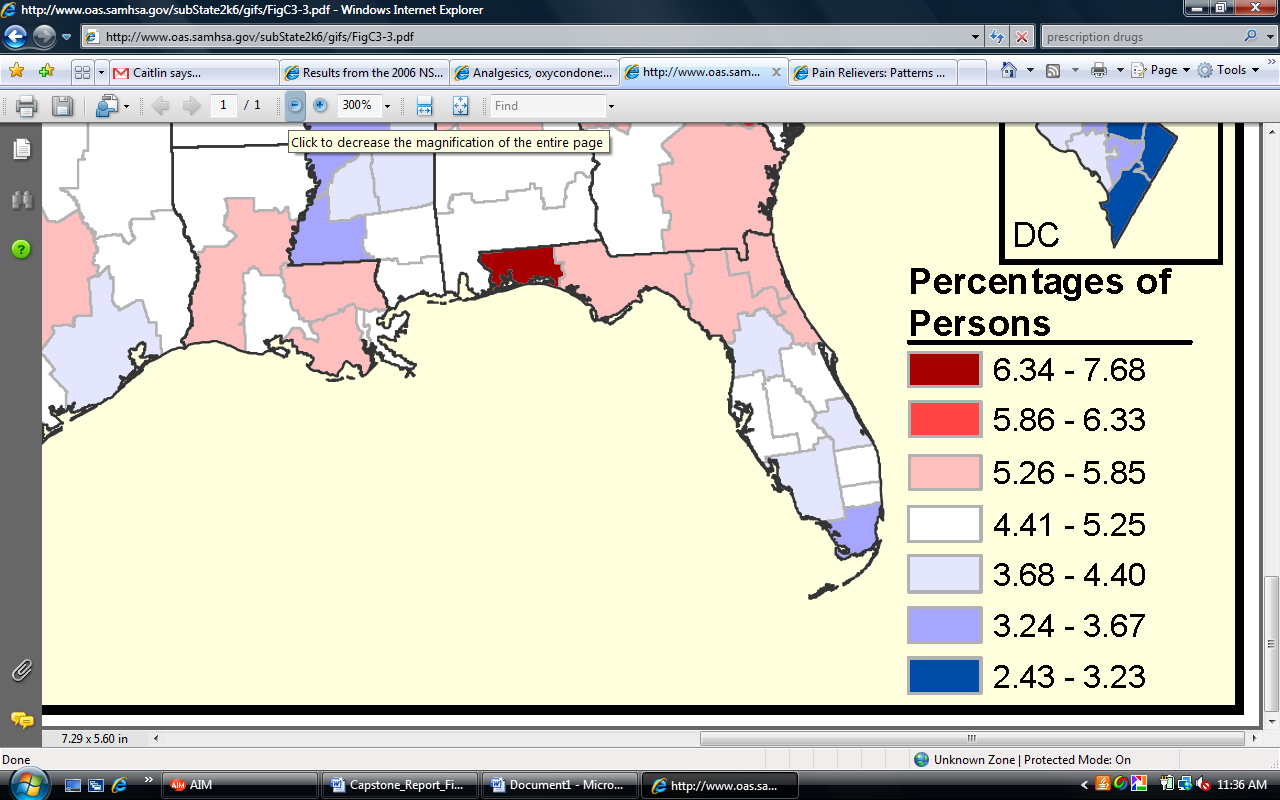 http://www.oas.samhsa.gov/subState2k6/gifs/FigC3-3.pdf - Windows Internet Explorer
http://www.oas.samhsa.gov/subState2k6/gifs/FigC3-3.pdf
prescription drugs
Caitlin says...
Results from the 2006 NS...
Analgesics, oxycondone:...
http://www.oas.sam...
Pain Relievers: Patterns ...
Page
Tools
1 / 1
300%
Find
Click to decrease the magnification of the entire page
DC
Percentages of
Persons
6.34 - 7.68
5.86 - 6.33
5.26 - 5.85
4.41 - 5.25
3.68 - 4.40
3.24 - 3.67
2.43 - 3.23
7.29 x 5.60 in
Done
Unknown Zone | Protected Mode: On
AIM
Capstone_Report_Fi...
Document1 - Micro...
http://www.oas.sa...
11:36 AM